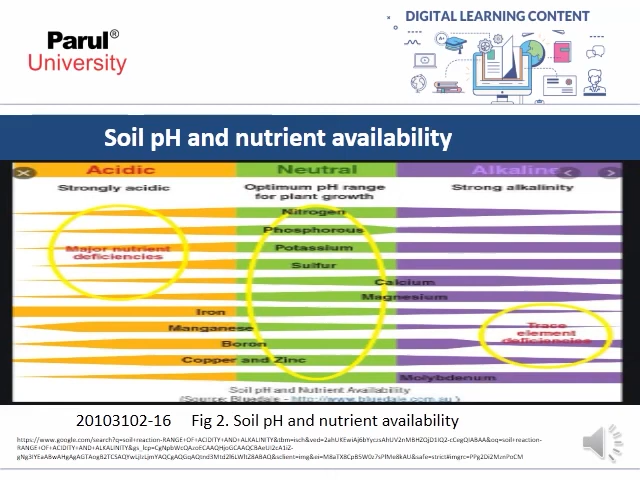 DIGITAL LEARNING CONTENT
Parul®
University
Soil pH and nutrient availability
Acidic Neutral Alkaline
Strongly acidic Optimum pH range for plant growth Strong alkalinity
Nitrogen
Phosphorous
Major nutrient deficiencies
Potassium
Sulfur
Calcium
Magnesium
Iron
Manganese
Trace element deficiencies
Boron
Copper and Zinc
Molybdenum
Soil pH and Nutrient Availability
(Source: Bluedale - http://www.bluedale.com.au)
20103102-16 Fig 2. Soil pH and nutrient availability